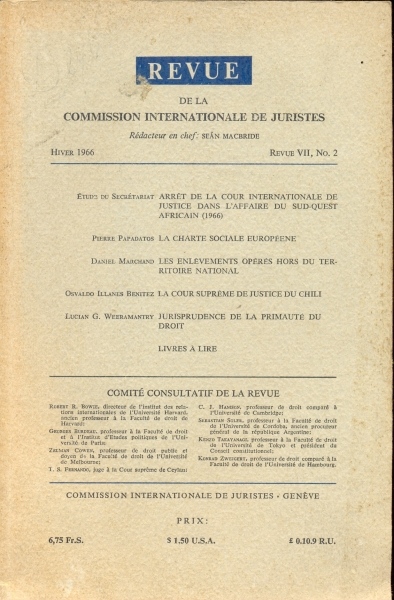 REVUE
DE LA
COMMISSION INTERNATIONALE DE JURISTES
Rédacteur en chef: SEÁN MACBRIDE
HIVER 1966 REVUE VII, No. 2
ÉTUDE DU SECRÉTARIAT ARRÊT DE LA COUR INTERNATIONALE DE
JUSTICE DANS L'AFFAIRE DU SUD-OUEST
AFRICAIN (1966)
PIERRE PAPADATOS LA CHARTE SOCIALE EUROPÉENE
DANIEL MARCHAND LES ENLÈVEMENTS OPÉRÉS HORS DU TER-
RITOIRE NATIONAL
OSVALDO ILLANES BENITEZ LA COUR SUPRÊME DE JUSTICE DU CHILI
LUCIAN G. WEERAMANTRY JURISPRUDENCE DE LA PRIMAUTÉ DU
DROIT
LIVRES À LIRE
COMITÉ CONSULTATIF DE LA REVUE
ROBERT R. BOWIE, directeur de l'Institut des rela-
tions internationales de l'Université Harvard,
ancien professeur à la Faculté de droit de
Harvard;
GEORGES BURDEAU, professeur à la Faculté de droit
et à l'Institut d'Etudes politiques de l'Uni-
versité de Paris;
ZELMAN COWEN, professeur de droit public et
doyen de la Faculté de droit de l'Université
de Melbourne;
T. S. FERNANDO, juge à la Cour suprême de Ceylan;
C. J. HAMSON, professeur de droit comparé à
l'Université de Cambridge;
SEBASTIAN SOLER, professeur à la Faculté de droit
de l'Université de Cordoba, ancien procureur
général de la république Argentine;
KENZO TAKAYANAGI, professeur à la Faculté de droit
de l'Université de Tokyo et président du
Conseil constitutionnel;
KONRAD ZWEIGERT, professeur de droit comparé à la
Faculté de droit de l'Université de Hambourg.
COMMISSION INTERNATIONALE DE JURISTES - GENÈVE
PRIX:
6,75 Fr.S. $ 1.50 U.S.A. £ 0.10.9 R.U.